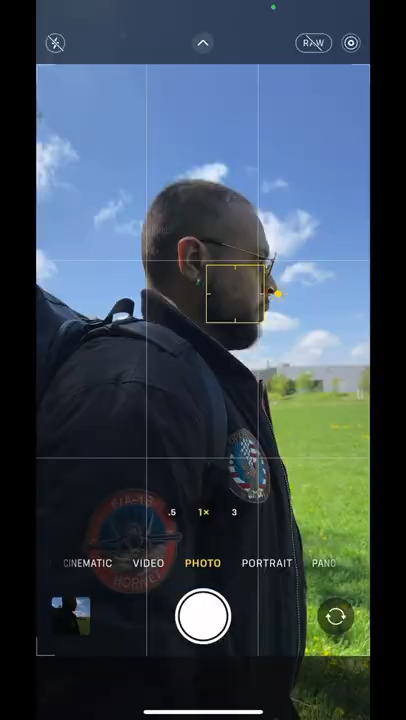 RAW
.5 1× 3
CINEMATIC VIDEO PHOTO PORTRAIT PANO
F/A-18
HORNET